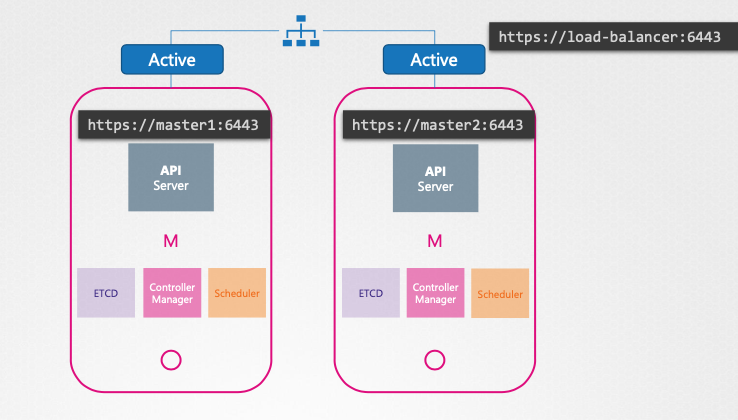 https://load-balancer:6443
Active
Active
https://master1:6443
https://master2:6443
API
Server
API
Server
M
M
ETCD
Controller
Manager
Scheduler
ETCD
Controller
Manager
Scheduler